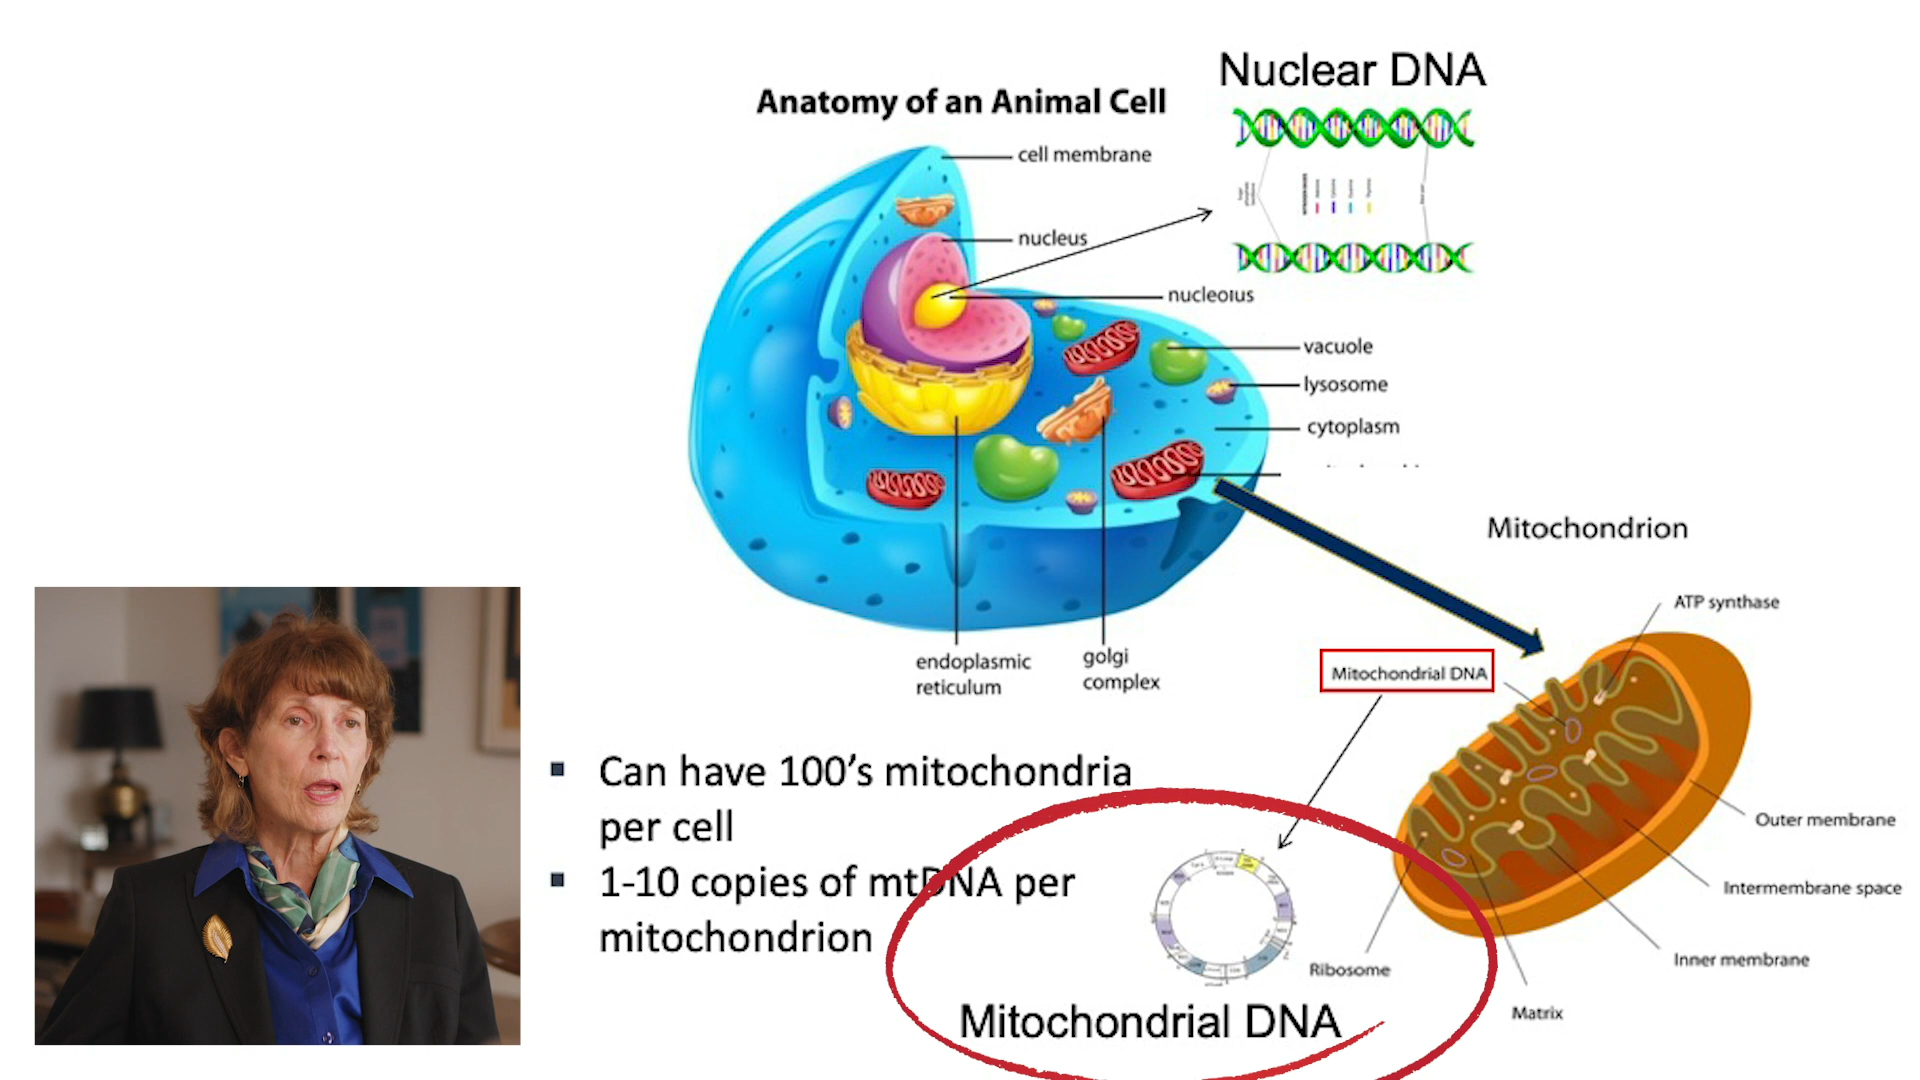 Nuclear DNA
Anatomy of an Animal Cell
cell membrane
nucleus
nucleolus
vacuole
lysosome
cytoplasm
Mitochondrion
ATP synthase
endoplasmic
reticulum
golgi
complex
Mitochondrial DNA
▪ Can have 100’s mitochondria
per cell
▪ 1-10 copies of mtDNA per
mitochondrion
Outer membrane
Intermembrane space
Inner membrane
Ribosome
Matrix
Mitochondrial DNA